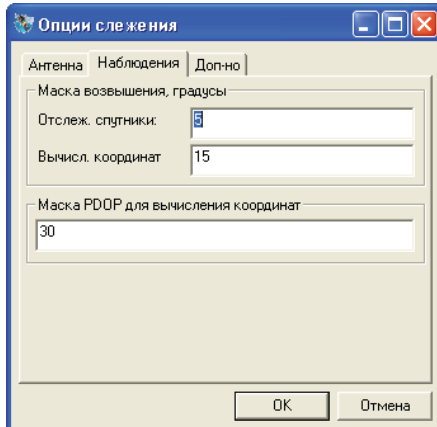 Опции слежения
Антенна Наблюдения Доп-но
Маска возвышения, градусы
Отслеж. спутники: 5
Вычисл. координат 15
Маска PDOP для вычисления координат
30
OK Отмена